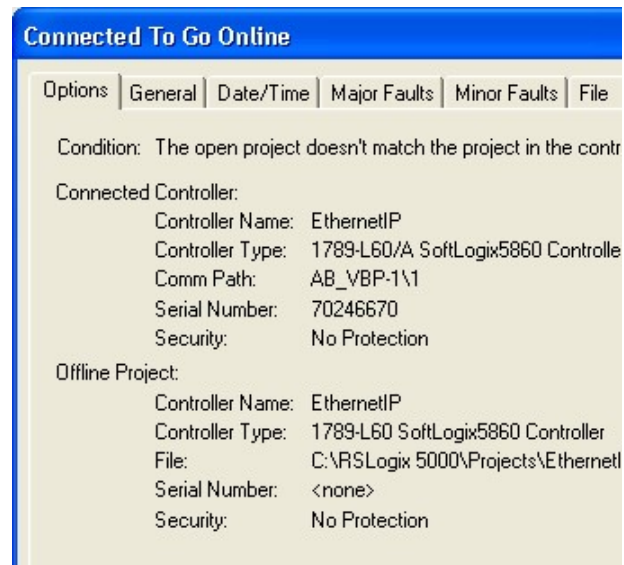 Connected To Go Online
Options General Date/Time Major Faults Minor Faults File
Condition: The open project doesn't match the project in the contr
Connected Controller:
Controller Name: EthernetIP
Controller Type: 1789-L60/A SoftLogix5860 Controlle
Comm Path: AB_VBP-1\1
Serial Number: 70246670
Security: No Protection
Offline Project:
Controller Name: EthernetIP
Controller Type: 1789-L60 SoftLogix5860 Controller
File: C:\RSLogix 5000\Projects\EthernetI
Serial Number: <none>
Security: No Protection